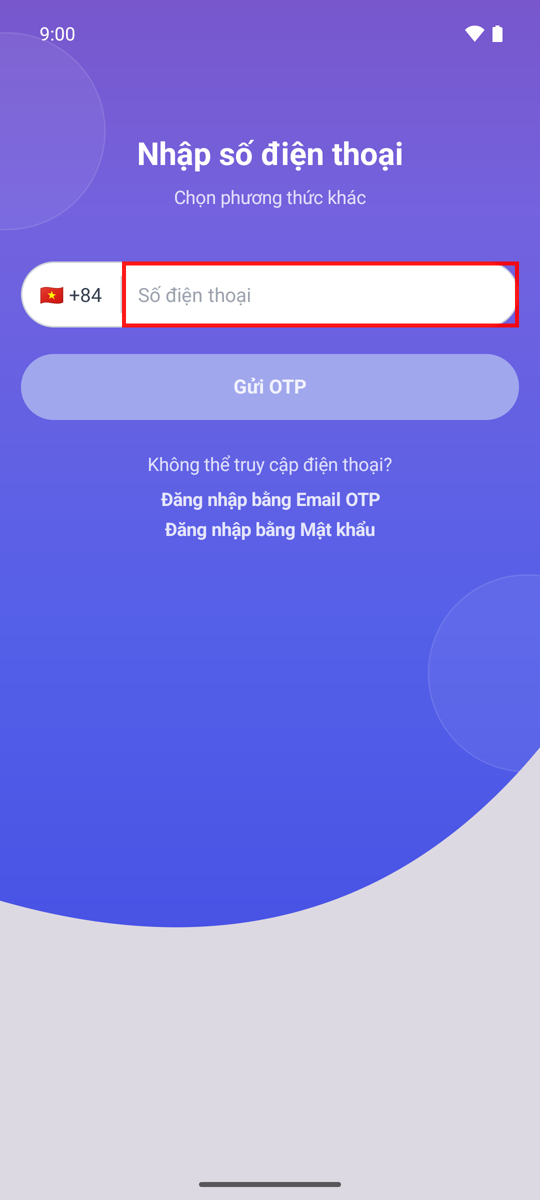 9:00
Nhập số điện thoại
Chọn phương thức khác
+84 Số điện thoại
Gửi OTP
Không thể truy cập điện thoại?
Đăng nhập bằng Email OTP
Đăng nhập bằng Mật khẩu